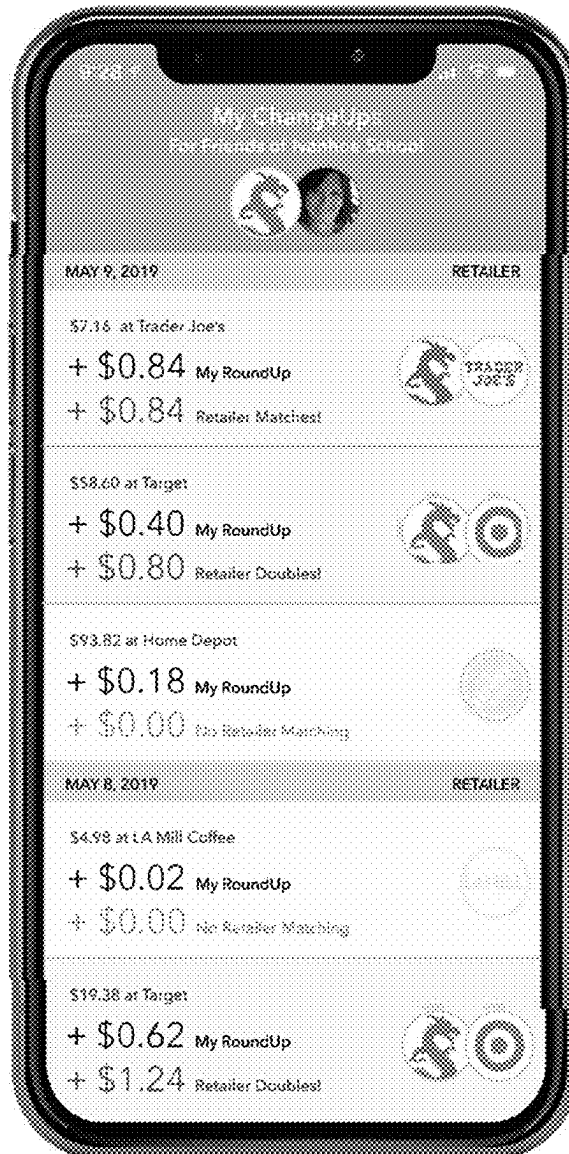 My ChangeUps
MAY 9, 2019 RETAILER
$7.16 at Trader Joe's
+ $0.84 My RoundUp
TRADER
JOE'S
+ $0.84 Retailer Matches!
$58.60 at Target
+ $0.40 My RoundUp
+ $0.80 Retailer Doubles!
$93.82 at Home Depot
+ $0.18 My RoundUp
+ $0.00 No Retailer Matching
MAY 8, 2019 RETAILER
$4.98 at LA Mill Coffee
+ $0.02 My RoundUp
+ $0.00 No Retailer Matching
$19.38 at Target
+ $0.62 My RoundUp
+ $1.24 Retailer Doubles!